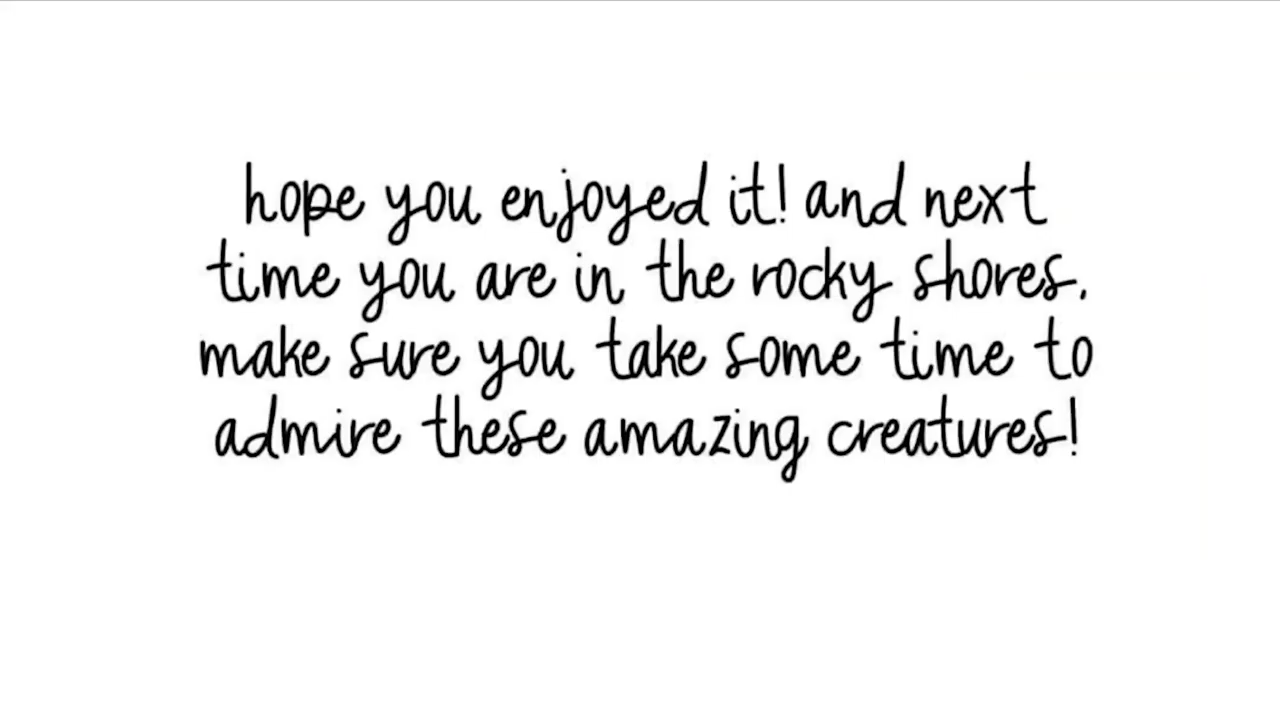 hope you enjoyed it! and next
time you are in the rocky shores,
make sure you take some time to
admire these amazing creatures!